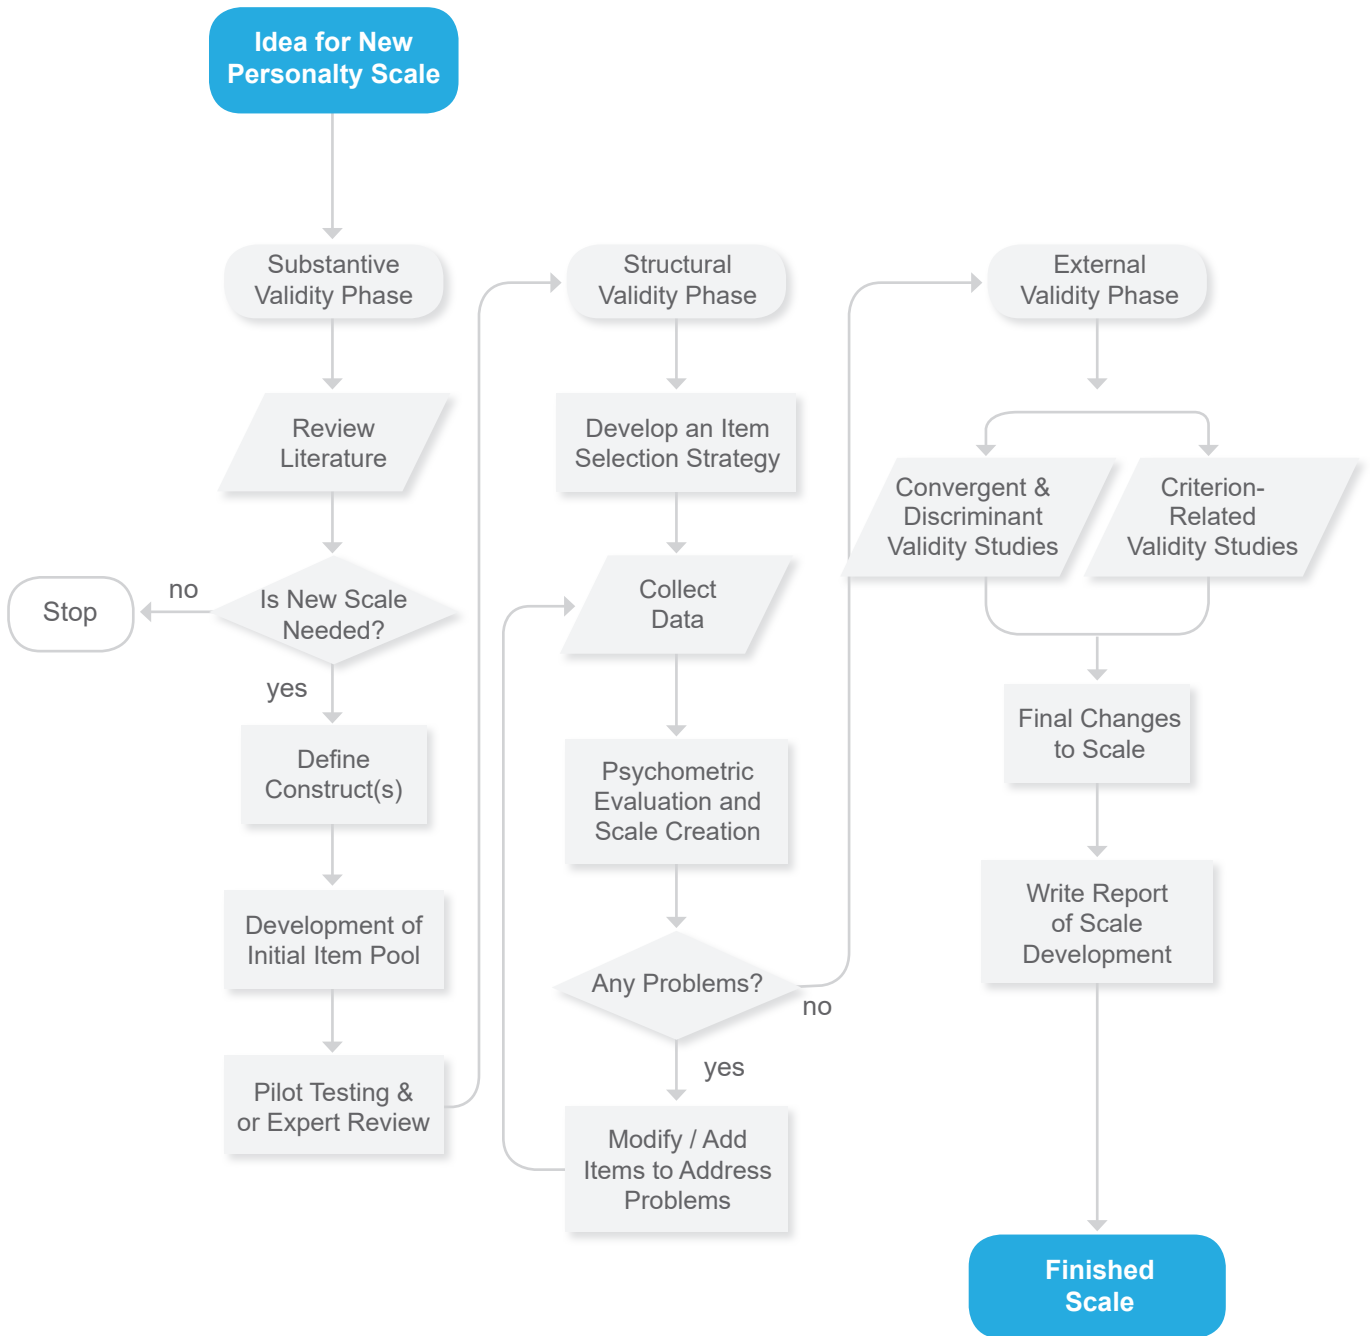 Idea for New
Personalty Scale
Substantive
Validity Phase
Review
Literature
Is New Scale
Needed?
no
Stop
yes
Define
Construct(s)
Development of
Initial Item Pool
Pilot Testing &
or Expert Review
Structural
Validity Phase
Develop an Item
Selection Strategy
Collect
Data
Psychometric
Evaluation and
Scale Creation
Any Problems?
no
yes
Modify / Add
Items to Address
Problems
External
Validity Phase
Convergent &
Discriminant
Validity Studies
Criterion-
Related
Validity Studies
Final Changes
to Scale
Write Report
of Scale
Development
Finished
Scale